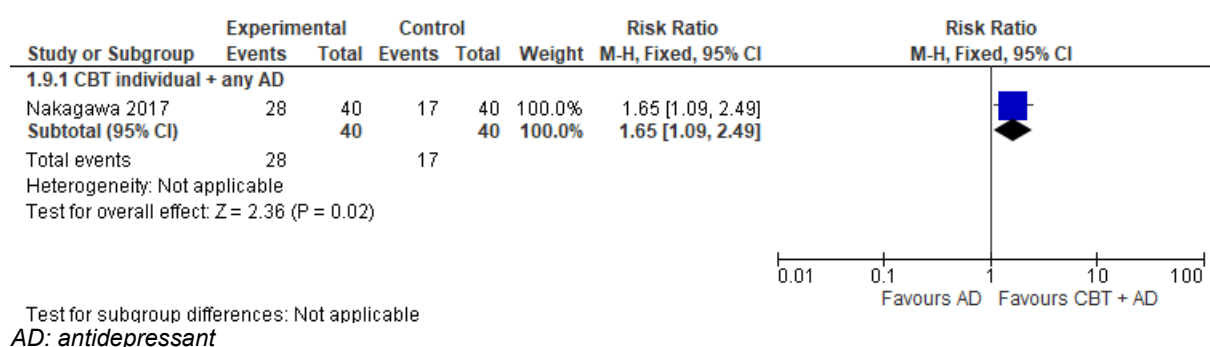 Experimental Control Risk Ratio Risk Ratio
Study or Subgroup Events Total Events Total Weight M-H, Fixed, 95% CI M-H, Fixed, 95% CI
1.9.1 CBT individual + any AD
Nakagawa 2017 28 40 17 40 100.0% 1.65 [1.09, 2.49]
Subtotal (95% CI) 40 40 100.0% 1.65 [1.09, 2.49]
Total events 28 17
Heterogeneity: Not applicable
Test for overall effect: Z = 2.36 (P = 0.02)
0.01 0.1 1 10 100
Favours AD Favours CBT + AD
Test for subgroup differences: Not applicable
AD: antidepressant